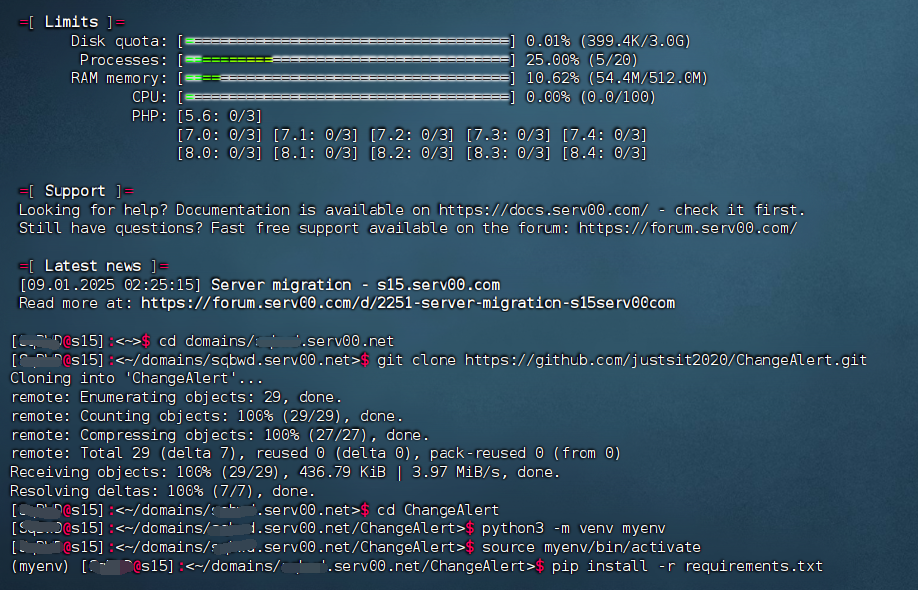 =[ Limits ]=
Disk quota: [=====================================] 0.01% (399.4K/3.0G)
Processes: [=====================================] 25.00% (5/20)
RAM memory: [=====================================] 10.62% (54.4M/512.0M)
CPU: [=====================================] 0.00% (0.0/100)
PHP: [5.6: 0/3]
[7.0: 0/3] [7.1: 0/3] [7.2: 0/3] [7.3: 0/3] [7.4: 0/3]
[8.0: 0/3] [8.1: 0/3] [8.2: 0/3] [8.3: 0/3] [8.4: 0/3]
=[ Support ]=
Looking for help? Documentation is available on https://docs.serv00.com/ - check it first.
Still have questions? Fast free support available on the forum: https://forum.serv00.com/
=[ Latest news ]=
[09.01.2025 02:25:15] Server migration - s15.serv00.com
Read more at: https://forum.serv00.com/d/2251-server-migration-s15serv00com
@s15]:<~>$ cd domains/ .serv00.net
@s15]:<~/domains/sqbwd.serv00.net>$ git clone https://github.com/justsit2020/ChangeAlert.git
Cloning into 'ChangeAlert'...
remote: Enumerating objects: 29, done.
remote: Counting objects: 100% (29/29), done.
remote: Compressing objects: 100% (27/27), done.
remote: Total 29 (delta 7), reused 0 (delta 0), pack-reused 0 (from 0)
Receiving objects: 100% (29/29), 436.79 KiB | 3.97 MiB/s, done.
Resolving deltas: 100% (7/7), done.
@s15]:<~/domains/ .serv00.net>$ cd ChangeAlert
@s15]:<~/domains/ .serv00.net/ChangeAlert>$ python3 -m venv myenv
@s15]:<~/domains/ .serv00.net/ChangeAlert>$ source myenv/bin/activate
(myenv) [ @s15]:<~/domains/ .serv00.net/ChangeAlert>$ pip install -r requirements.txt